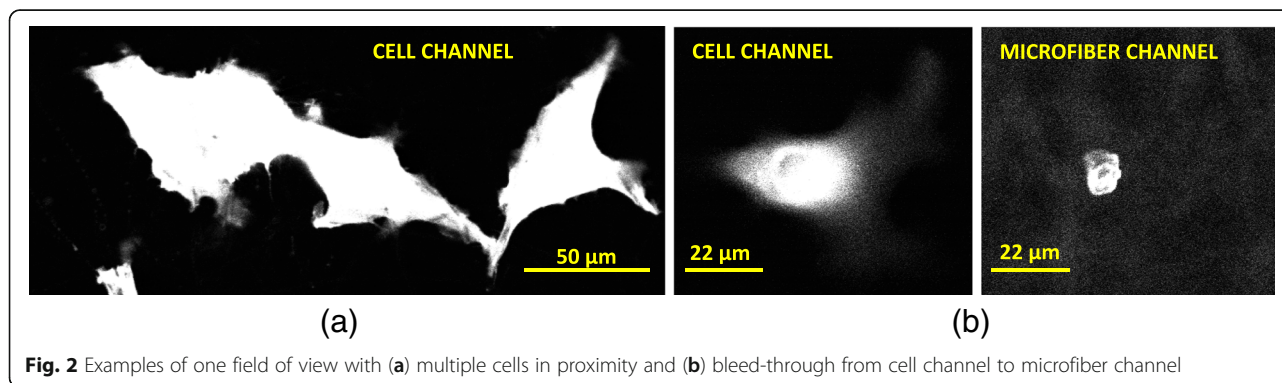 CELL CHANNEL
50 µm
CELL CHANNEL
22 µm
MICROFIBER CHANNEL
22 µm
(a)
(b)
Fig. 2 Examples of one field of view with (a) multiple cells in proximity and (b) bleed-through from cell channel to microfiber channel